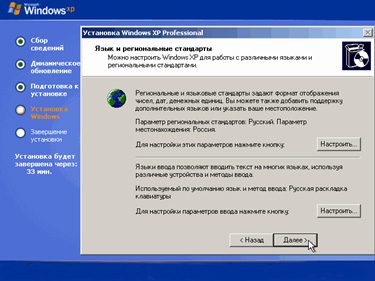 Microsoft
Windows xp
Сбор
сведений
Динамическое
обновление
Подготовка к
установке
Установка
Windows
Завершение
установки
Установка будет
завершена через:
33 мин.
Установка Windows XP Professional
Язык и региональные стандарты
Можно настроить Windows XP для работы с различными языками и
региональными стандартами.
Региональные и языковые стандарты задают формат отображения
чисел, дат, денежных единиц. Вы можете также добавить поддержку
дополнительных языков или указать ваше местоположение.
Параметр региональных стандартов: Русский, Параметр
местонахождения: Россия.
Для настройки этих параметров нажмите кнопку:
Настроить...
Языки ввода позволяют вводить текст на многих языках, используя
различные устройства и методы ввода.
Используемый по умолчанию язык и метод ввода: Русская раскладка
клавиатуры
Для настройки параметров ввода нажмите кнопку:
Настроить...
< Назад
Далее >